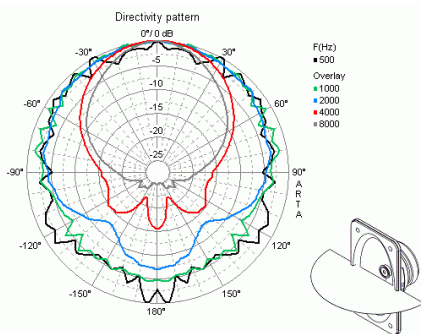 Directivity pattern
0°/ 0 dB
F(Hz)
500
Overlay
1000
2000
4000
8000
-30°
30°
-5
-10
-15
-20
-25
-60°
60°
-90°
90°
A
R
T
A
-120°
120°
-150°
150°
180°